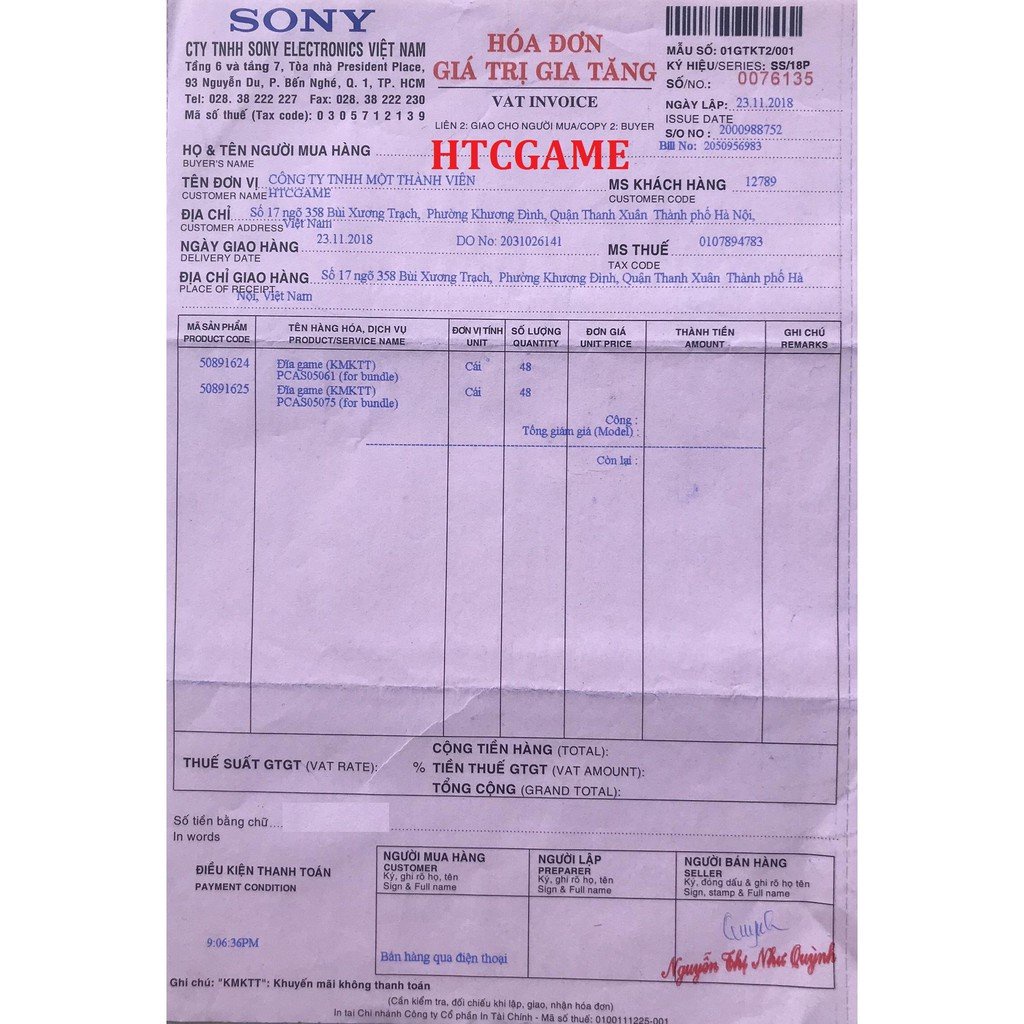 SONY
CTY TNHH SONY ELECTRONICS VIỆT NAM
Tầng 6 và tầng 7, Tòa nhà President Place,
93 Nguyễn Du, P. Bến Nghé, Q. 1, TP. HCM
Tel: 028. 38 222 227 Fax: 028. 38 222 230
Mã số thuế (Tax code): 0 3 0 5 7 1 2 1 3 9
HÓA ĐƠN
GIÁ TRỊ GIA TĂNG
VAT INVOICE
LIÊN 2: GIAO CHO NGƯỜI MUA/COPY 2: BUYER
MẪU SỐ: 01GTKT2/001
KÝ HIỆU/SERIES: SS/18P
SỐ/NO.: 0076135
NGÀY LẬP: 23.11.2018
ISSUE DATE
S/O NO : 2000988752
Bill No: 2050956983
HTCGAME
HỌ & TÊN NGƯỜI MUA HÀNG
BUYER'S NAME
TÊN ĐƠN VỊ CÔNG TY TNHH MỘT THÀNH VIÊN
CUSTOMER NAME HTCGAME
MS KHÁCH HÀNG 12789
CUSTOMER CODE
ĐỊA CHỈ Số 17 ngõ 358 Bùi Xương Trạch, Phường Khương Đình, Quận Thanh Xuân Thành phố Hà Nội,
CUSTOMER ADDRESS Việt Nam
NGÀY GIAO HÀNG 23.11.2018 DO No: 2031026141
DELIVERY DATE
MS THUẾ 0107894783
TAX CODE
ĐỊA CHỈ GIAO HÀNG Số 17 ngõ 358 Bùi Xương Trạch, Phường Khương Đình, Quận Thanh Xuân Thành phố Hà
PLACE OF RECEIPT Nội, Việt Nam
MÃ SẢN PHẨM TÊN HÀNG HÓA, DỊCH VỤ ĐƠN VỊ TÍNH SỐ LƯỢNG ĐƠN GIÁ THÀNH TIỀN GHI CHÚ
PRODUCT CODE PRODUCT/SERVICE NAME UNIT QUANTITY UNIT PRICE AMOUNT REMARKS
50891624 Đĩa game (KMKTT) Cái 48
PCAS05061 (for bundle)
50891625 Đĩa game (KMKTT) Cái 48
PCAS05075 (for bundle)
Cộng :
Tổng giảm giá (Model) :
Còn lại :
CỘNG TIỀN HÀNG (TOTAL):
THUẾ SUẤT GTGT (VAT RATE): % TIỀN THUẾ GTGT (VAT AMOUNT):
TỔNG CỘNG (GRAND TOTAL):
Số tiền bằng chữ
In words
ĐIỀU KIỆN THANH TOÁN
PAYMENT CONDITION
9:06:36PM
NGƯỜI MUA HÀNG
CUSTOMER
Ký, ghi rõ họ, tên
Sign & Full name
Bán hàng qua điện thoại
NGƯỜI LẬP
PREPARER
Ký, ghi rõ họ, tên
Sign & Full name
NGƯỜI BÁN HÀNG
SELLER
Ký, đóng dấu & ghi rõ họ tên
Sign, stamp & Full name
Quỳnh
Nguyễn Thị Như Quỳnh
Ghi chú: "KMKTT": Khuyến mãi không thanh toán
(Cần kiểm tra, đối chiếu khi lập, giao, nhận hóa đơn)
In tại Chi nhánh Công ty Cổ phần In Tài Chính - Mã số thuế: 0100111225-001